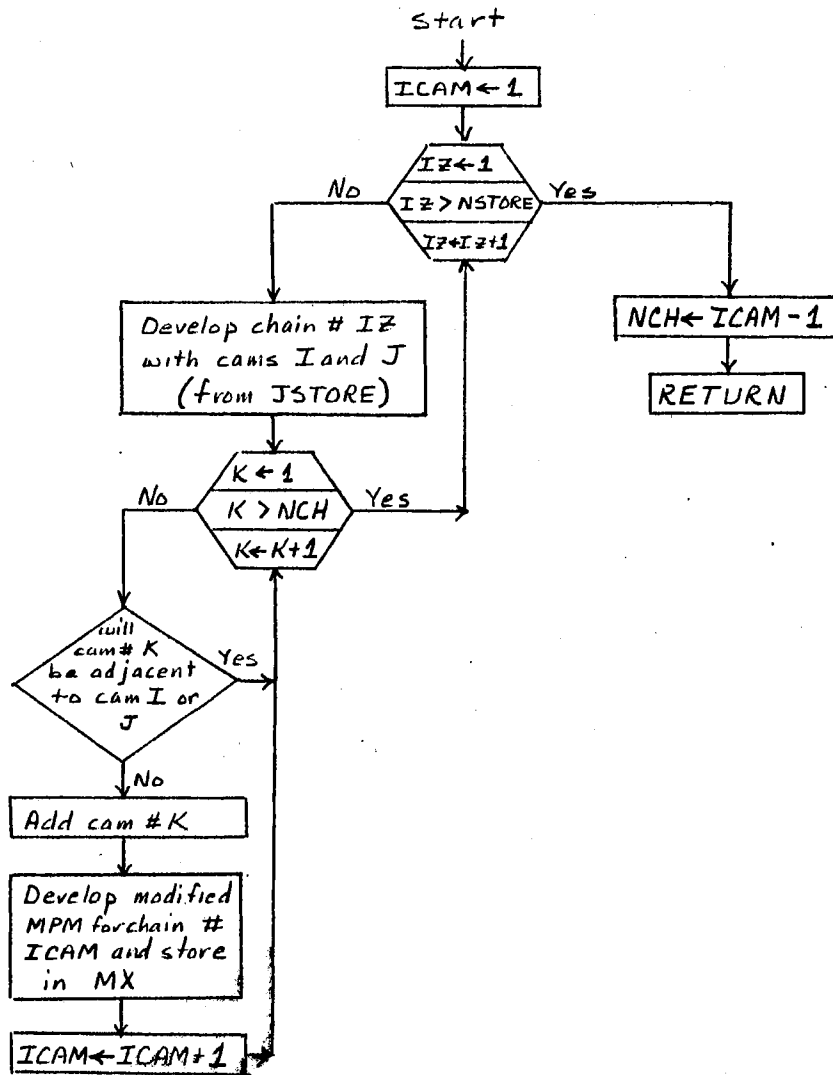 start
ICAM ← 1
IZ ← 1
No
IZ > NSTORE
Yes
IZ ← IZ + 1
Develop chain # IZ
with cams I and J
(from JSTORE)
NCH ← ICAM - 1
RETURN
K ← 1
No
K > NCH
Yes
K ← K + 1
will
cam # K
be adjacent
to cam I or
J
Yes
No
Add cam # K
Develop modified
MPM for chain #
ICAM and store
in MX
ICAM ← ICAM + 1